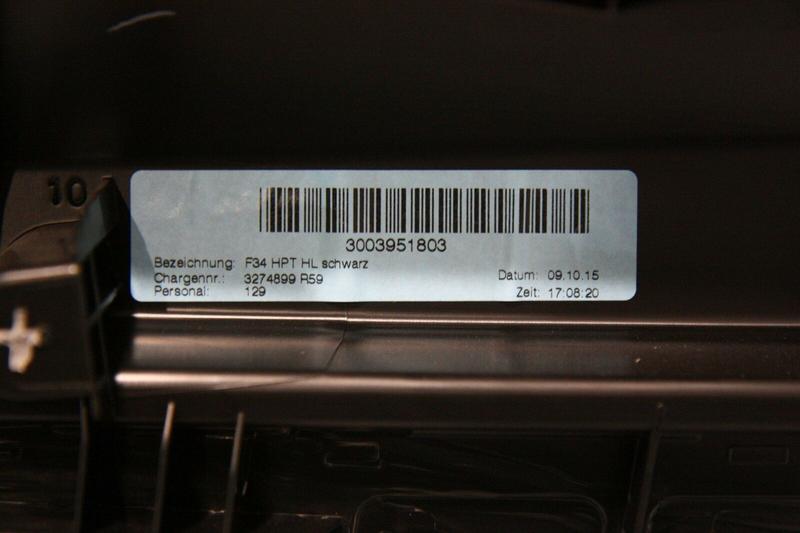 10
3003951803
Bezeichnung: F34 HPT HL schwarz
Chargennr.: 3274899 R59
Personal: 129
Datum: 09.10.15
Zeit: 17:08:20